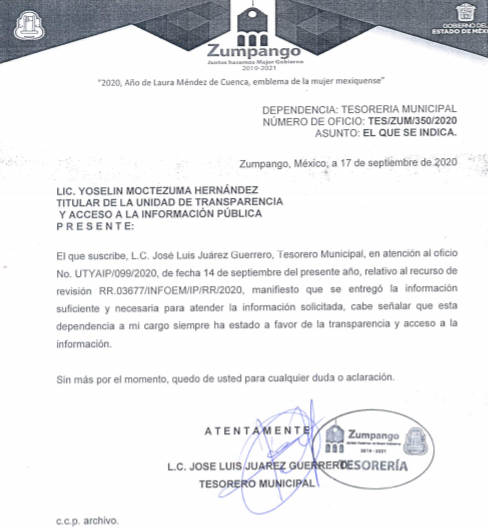 Zumpango
Juntos hacemos Mejor Gobierno
2019-2021
GOBIERNO DEL
ESTADO DE MÉXICO
"2020, Año de Laura Méndez de Cuenca, emblema de la mujer mexiquense"
DEPENDENCIA: TESORERIA MUNICIPAL
NÚMERO DE OFICIO: TES/ZUM/350/2020
ASUNTO: EL QUE SE INDICA.
Zumpango, México, a 17 de septiembre de 2020
LIC. YOSELIN MOCTEZUMA HERNÁNDEZ
TITULAR DE LA UNIDAD DE TRANSPARENCIA
Y ACCESO A LA INFORMACIÓN PÚBLICA
P R E S E N T E:
El que suscribe, L.C. José Luis Juárez Guerrero, Tesorero Municipal, en atención al oficio
No. UTYAIP/099/2020, de fecha 14 de septiembre del presente año, relativo al recurso de
revisión RR.03677/INFOEM/IP/RR/2020, manifiesto que se entregó la información
suficiente y necesaria para atender la información solicitada, cabe señalar que esta
dependencia a mi cargo siempre ha estado a favor de la transparencia y acceso a la
información.
Sin más por el momento, quedo de usted para cualquier duda o aclaración.
A T E N T A M E N T E
L.C. JOSE LUIS JUAREZ GUERRERO
TESORERO MUNICIPAL
Zumpango
2019 - 2021
TESORERÍA
c.c.p. archivo.